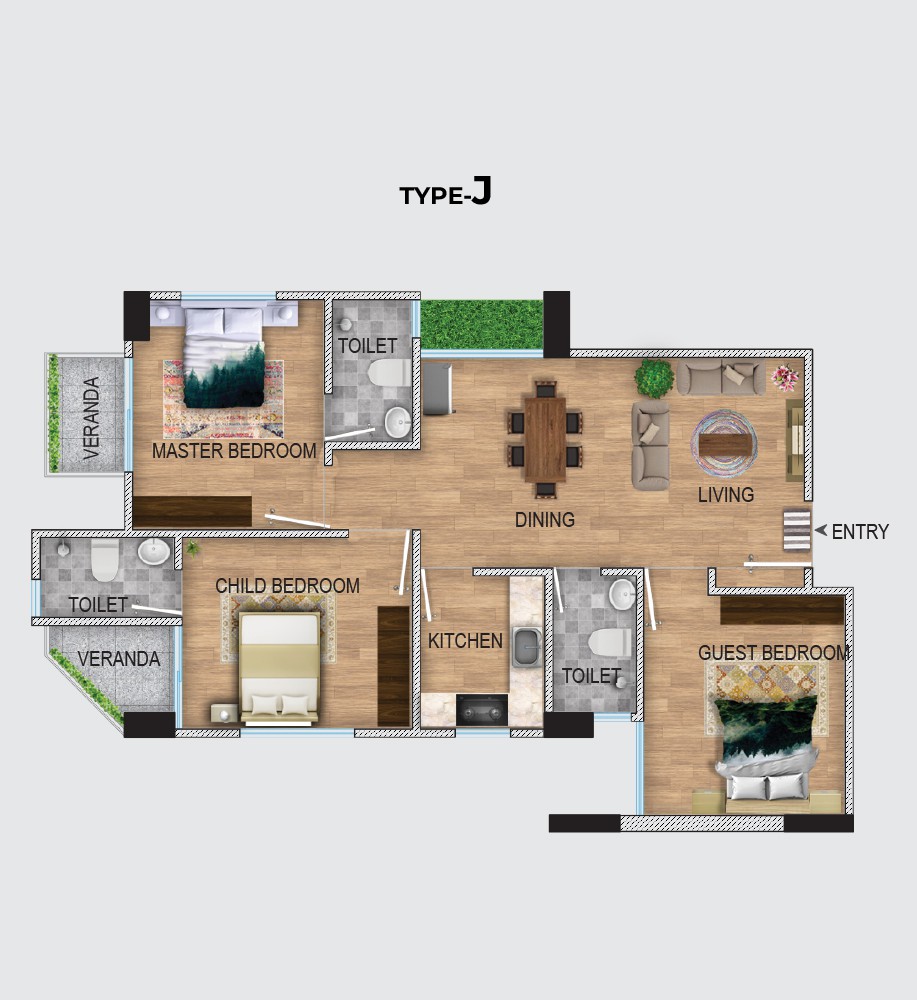 TYPE-J
TOILET
VERANDA
MASTER BEDROOM
LIVING
DINING
ENTRY
CHILD BEDROOM
TOILET
KITCHEN
VERANDA
GUEST BEDROOM
TOILET